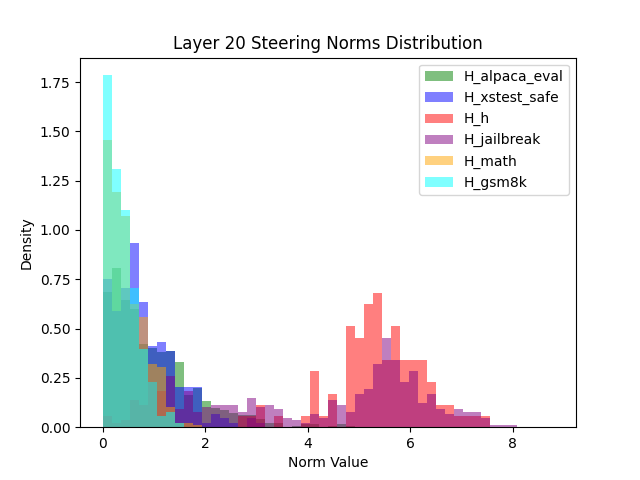 Layer 20 Steering Norms Distribution
H_alpaca_eval
H_xstest_safe
H_h
H_jailbreak
H_math
H_gsm8k
1.75
1.50
1.25
1.00
0.75
0.50
0.25
0.00
Density
0
2
4
6
8
Norm Value